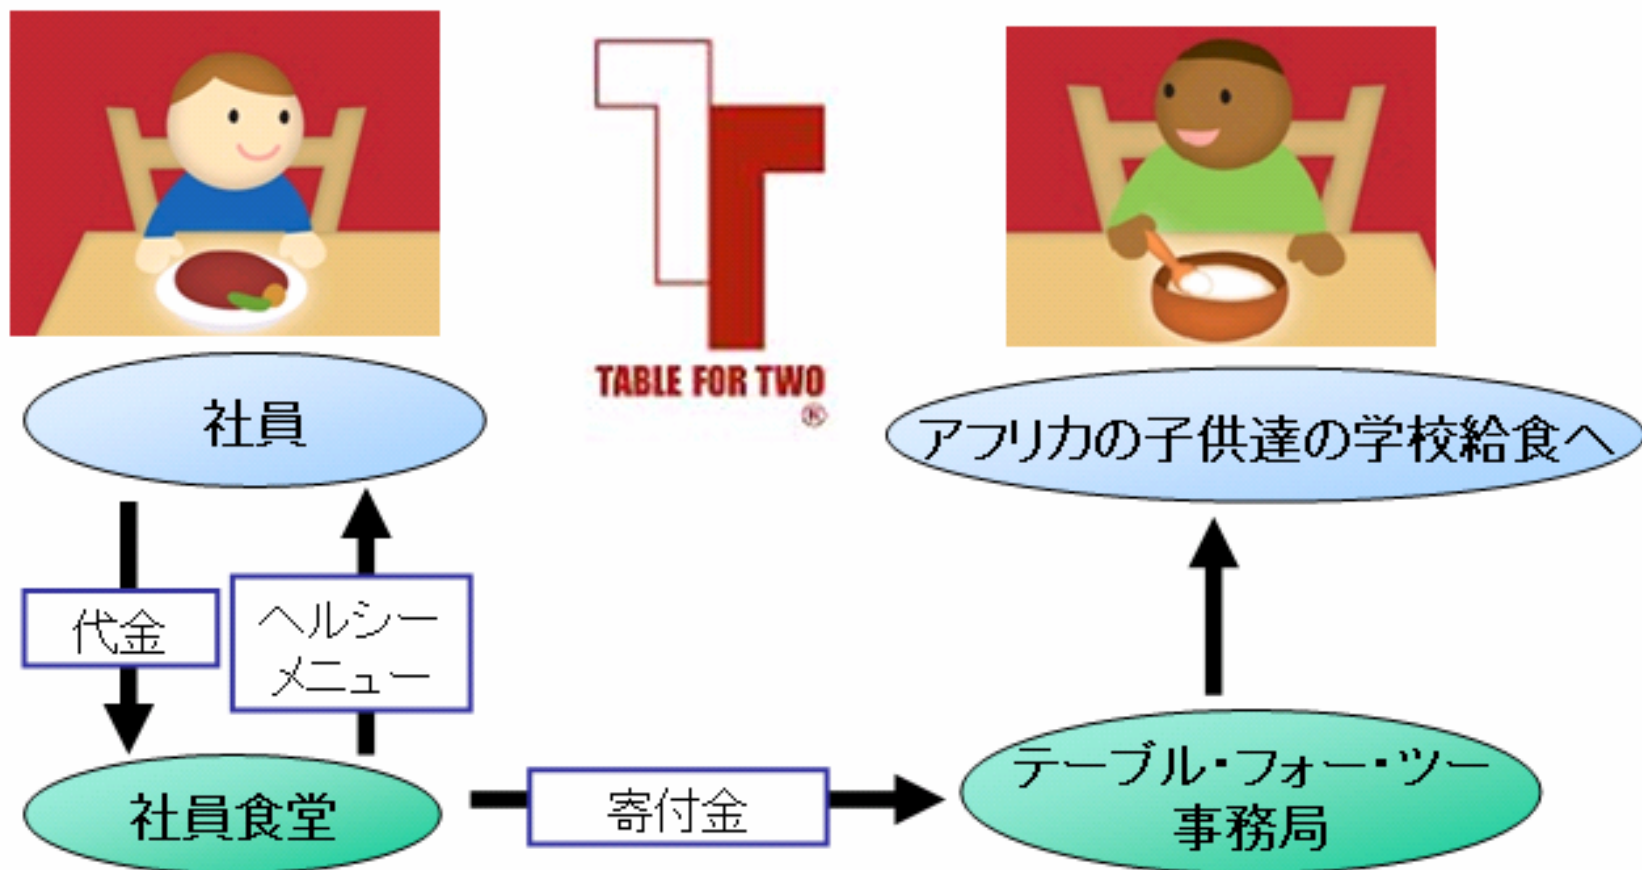 TABLE FOR TWO
®
社員
アフリカの子供達の学校給食へ
代金
ヘルシー
メニュー
社員食堂
寄付金
テーブル・フォー・ツー
事務局